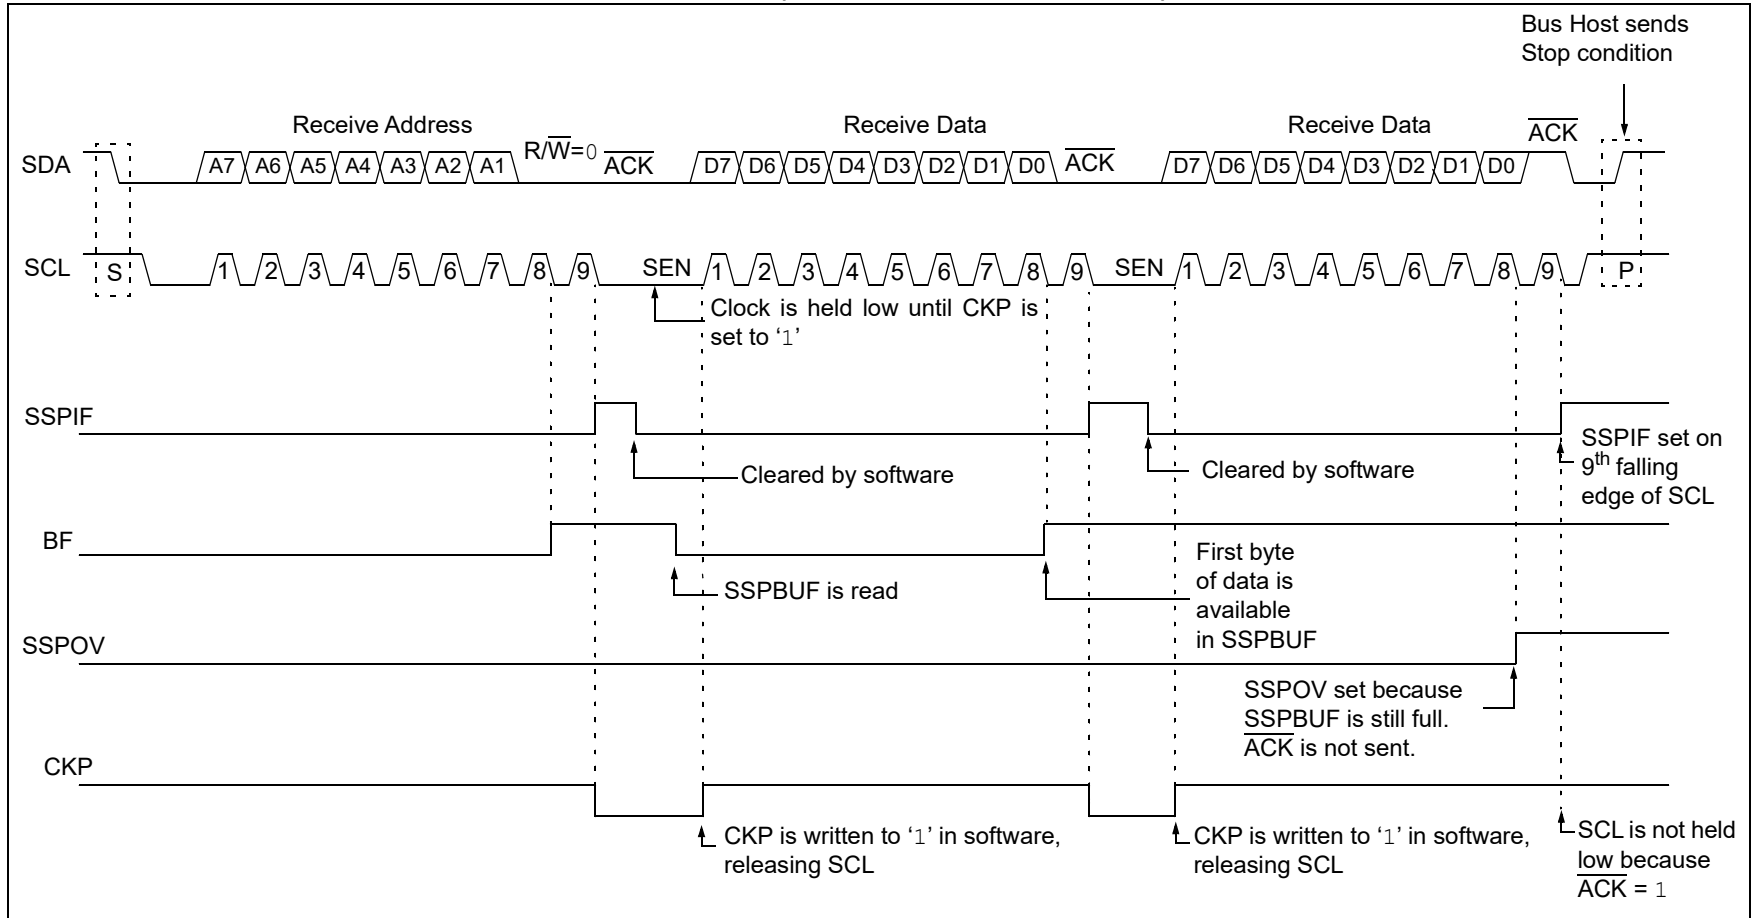 Bus Host sends
Stop condition
Receive Address
Receive Data
Receive Data
SDA
A7 A6 A5 A4 A3 A2 A1 R/W̅=0 A̅C̅K̅ D7 D6 D5 D4 D3 D2 D1 D0 A̅C̅K̅ D7 D6 D5 D4 D3 D2 D1 D0 A̅C̅K̅
SCL S 1 2 3 4 5 6 7 8 9 SEN 1 2 3 4 5 6 7 8 9 SEN 1 2 3 4 5 6 7 8 9 P
Clock is held low until CKP is
set to ‘1’
SSPIF
Cleared by software
Cleared by software
SSPIF set on
9th falling
edge of SCL
BF
SSPBUF is read
First byte
of data is
available
in SSPBUF
SSPOV
SSPOV set because
SSPBUF is still full.
A̅C̅K̅ is not sent.
CKP
CKP is written to ‘1’ in software,
releasing SCL
CKP is written to ‘1’ in software,
releasing SCL
SCL is not held
low because
A̅C̅K̅ = 1